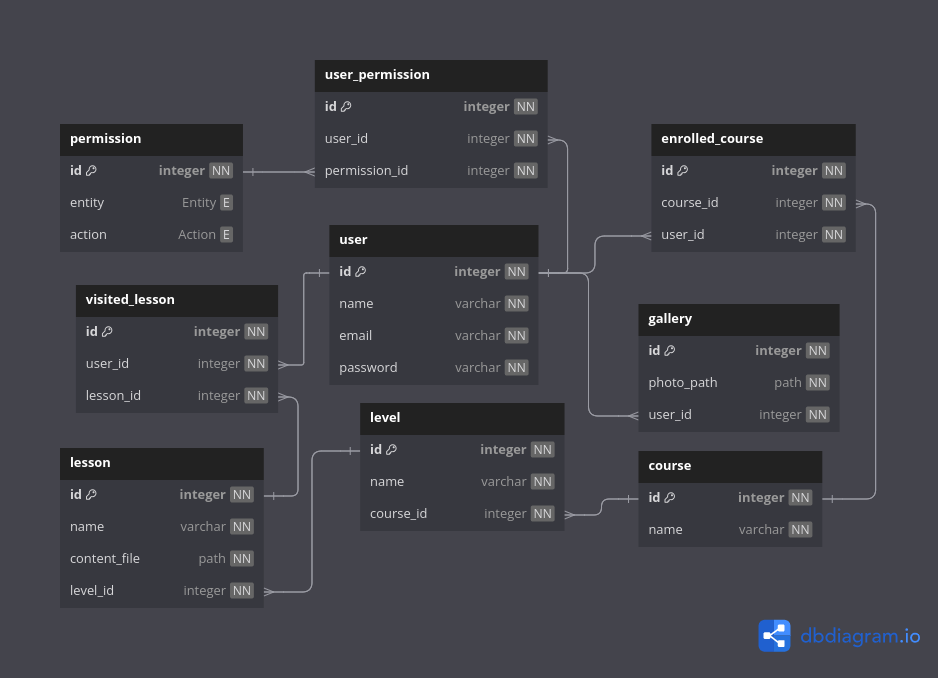 user_permission
id integer NN
user_id integer NN
permission_id integer NN
permission
id integer NN
entity Entity E
action Action E
enrolled_course
id integer NN
course_id integer NN
user_id integer NN
user
id integer NN
name varchar NN
email varchar NN
password varchar NN
visited_lesson
id integer NN
user_id integer NN
lesson_id integer NN
gallery
id integer NN
photo_path path NN
user_id integer NN
level
id integer NN
name varchar NN
course_id integer NN
lesson
id integer NN
name varchar NN
content_file path NN
level_id integer NN
course
id integer NN
name varchar NN
dbdiagram.io